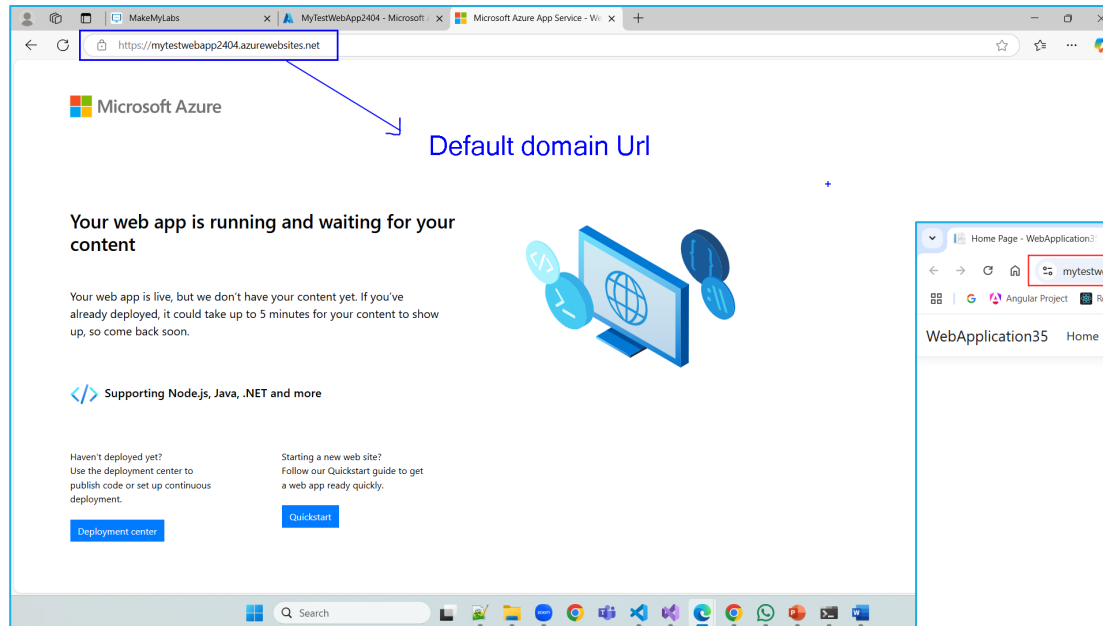 MakeMyLabs
MyTestWebApp2404 - Microsoft
Microsoft Azure App Service - We
https://mytestwebapp2404.azurewebsites.net
Microsoft Azure
Default domain Url
Your web app is running and waiting for your
content
Your web app is live, but we don't have your content yet. If you've
already deployed, it could take up to 5 minutes for your content to show
up, so come back soon.
</> Supporting Node.js, Java, .NET and more
Haven't deployed yet?
Use the deployment center to
publish code or set up continuous
deployment.
Deployment center
Starting a new web site?
Follow our Quickstart guide to get
a web app ready quickly.
Quickstart
Home Page - WebApplication35
mytestwe
Angular Project
WebApplication35 Home
Search
zoom